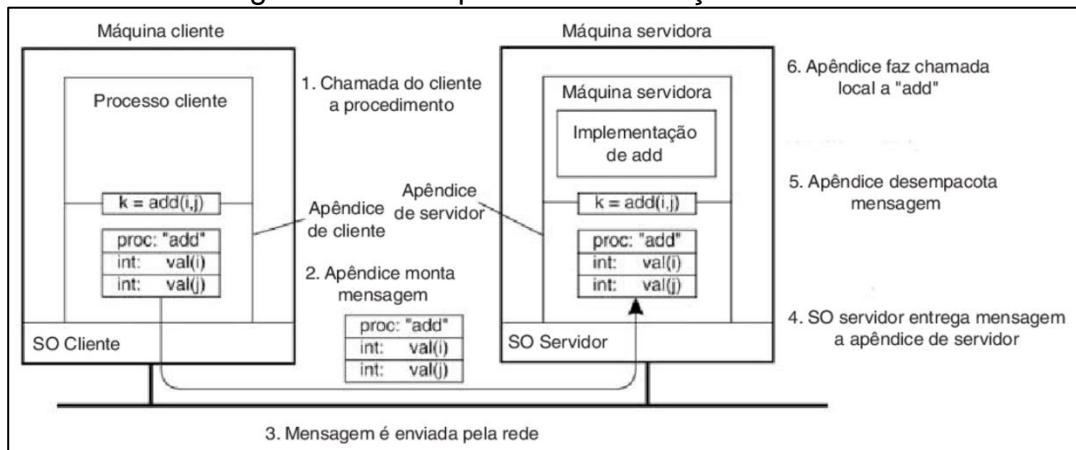 Máquina cliente
Processo cliente
k = add(i,j)
proc: "add"
int: val(i)
int: val(j)
SO Cliente
1. Chamada do cliente
a procedimento
Apêndice
de cliente
2. Apêndice monta
mensagem
proc: "add"
int: val(i)
int: val(j)
3. Mensagem é enviada pela rede
Máquina servidora
Máquina servidora
Implementação
de add
Apêndice
de servidor
k = add(i,j)
proc: "add"
int: val(i)
int: val(j)
SO Servidor
6. Apêndice faz chamada
local a "add"
5. Apêndice desempacota
mensagem
4. SO servidor entrega mensagem
a apêndice de servidor